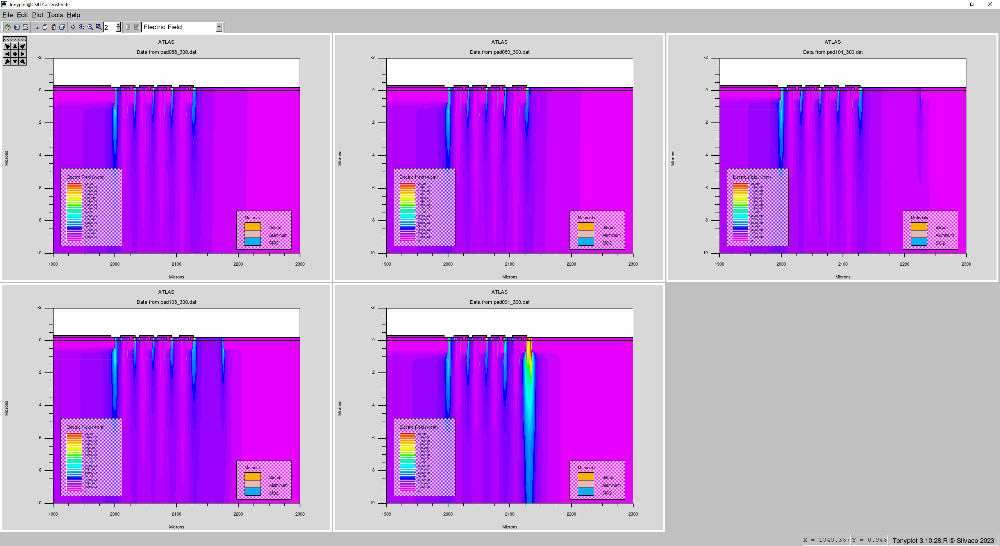 Tonyplot@CSIL01.cismstin.de
File Edit Plot Tools Help
2 Electric Field
ATLAS
Data from pad088_300.dat
-2
0
2
4
6
8
10
Microns
Electric Field (V/cm)
2e+05
1.88e+05
1.75e+05
1.62e+05
1.5e+05
1.38e+05
1.25e+05
1.12e+05
1e+05
8.75e+04
7.5e+04
6.25e+04
5e+04
3.75e+04
2.5e+04
1.25e+04
0
Materials
Silicon
Aluminum
SiO2
1900 2000 2100 2200 2300
Microns
ATLAS
Data from pad089_300.dat
-2
0
2
4
6
8
10
Microns
Electric Field (V/cm)
2e+05
1.88e+05
1.75e+05
1.62e+05
1.5e+05
1.38e+05
1.25e+05
1.12e+05
1e+05
8.75e+04
7.5e+04
6.25e+04
5e+04
3.75e+04
2.5e+04
1.25e+04
0
Materials
Silicon
Aluminum
SiO2
1900 2000 2100 2200 2300
Microns
ATLAS
Data from pad104_300.dat
-2
0
2
4
6
8
10
Microns
Electric Field (V/cm)
2e+05
1.88e+05
1.75e+05
1.62e+05
1.5e+05
1.38e+05
1.25e+05
1.12e+05
1e+05
8.75e+04
7.5e+04
6.25e+04
5e+04
3.75e+04
2.5e+04
1.25e+04
0
Materials
Silicon
Aluminum
SiO2
1900 2000 2100 2200 2300
Microns
ATLAS
Data from pad103_300.dat
-2
0
2
4
6
8
10
Microns
Electric Field (V/cm)
2e+05
1.88e+05
1.75e+05
1.62e+05
1.5e+05
1.38e+05
1.25e+05
1.12e+05
1e+05
8.75e+04
7.5e+04
6.25e+04
5e+04
3.75e+04
2.5e+04
1.25e+04
0
Materials
Silicon
Aluminum
SiO2
1900 2000 2100 2200 2300
Microns
ATLAS
Data from pad091_300.dat
-2
0
2
4
6
8
10
Microns
Electric Field (V/cm)
2e+05
1.88e+05
1.75e+05
1.62e+05
1.5e+05
1.38e+05
1.25e+05
1.12e+05
1e+05
8.75e+04
7.5e+04
6.25e+04
5e+04
3.75e+04
2.5e+04
1.25e+04
0
Materials
Silicon
Aluminum
SiO2
1900 2000 2100 2200 2300
Microns
X = 1949.367 Y = 0.946 Tonyplot 3.10.28.R © Silvaco 2023